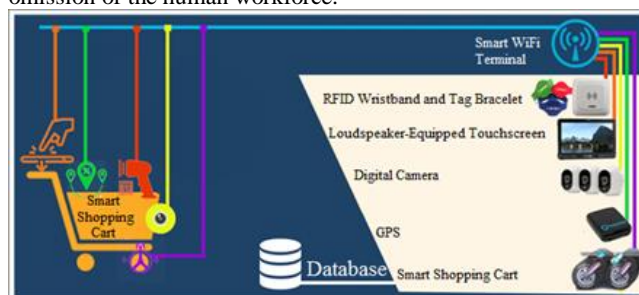 omission of the human workforce.
Smart WiFi
Terminal
RFID Wristband and Tag Bracelet
Loudspeaker-Equipped Touchscreen
Digital Camera
Smart
Shopping
Cart
GPS
Database
Smart Shopping Cart